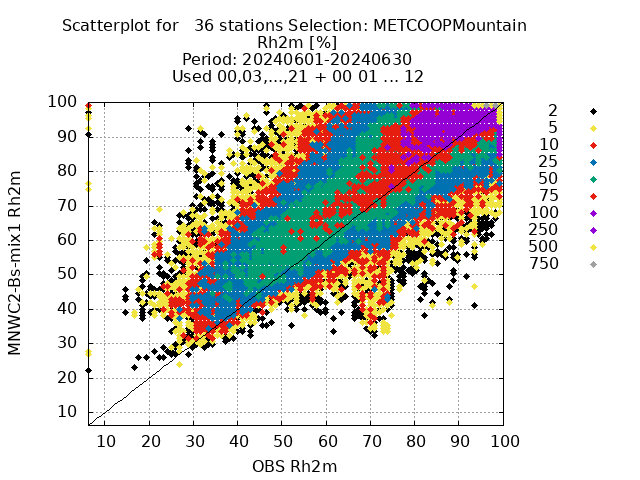 Scatterplot for   36 stations Selection: METCOOPMountain
Rh2m [%]
Period: 20240601-20240630
Used 00,03,...,21 + 00 01 ... 12
100
90
80
70
60
50
40
30
20
10
MNWC2-Bs-mix1 Rh2m
10 20 30 40 50 60 70 80 90 100
OBS Rh2m
2
5
10
25
50
75
100
250
500
750